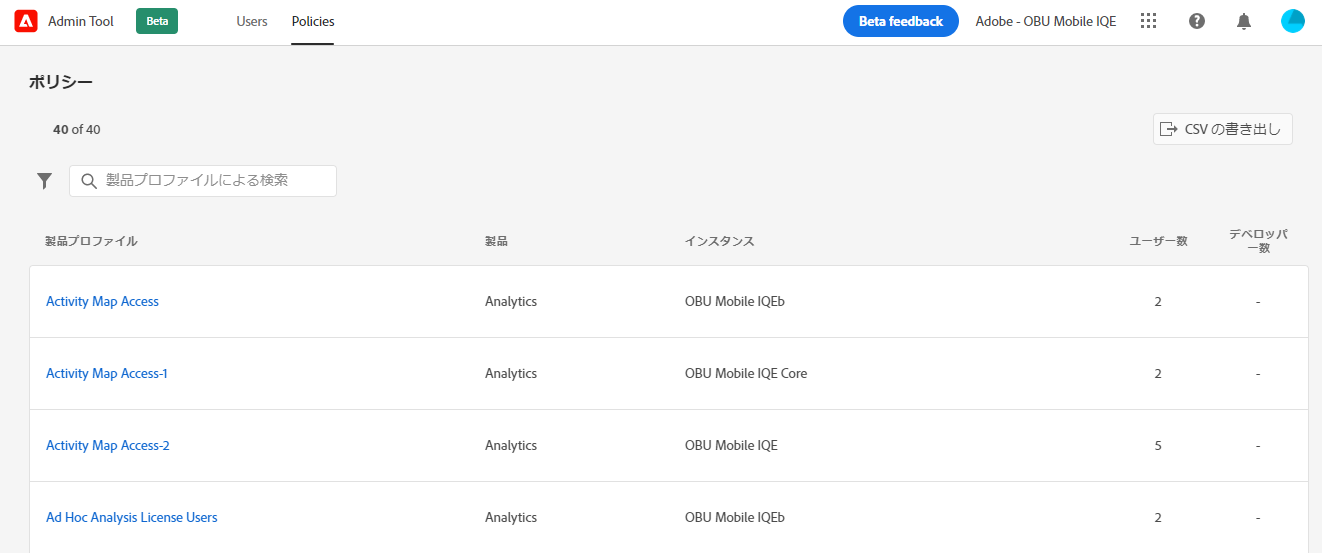 Admin Tool Beta Users Policies Beta feedback Adobe - OBU Mobile IQE
ポリシー
40 of 40 CSV の書き出し
製品プロファイルによる検索
製品プロファイル 製品 インスタンス ユーザー数 デベロッパ
ー数
Activity Map Access Analytics OBU Mobile IQEb 2 -
Activity Map Access-1 Analytics OBU Mobile IQE Core 2 -
Activity Map Access-2 Analytics OBU Mobile IQE 5 -
Ad Hoc Analysis License Users Analytics OBU Mobile IQEb 2 -